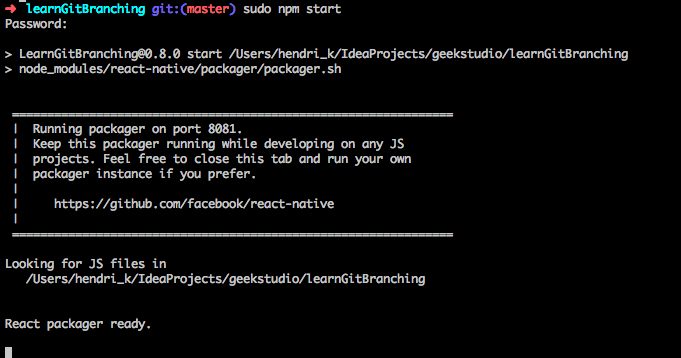 ➜ learnGitBranching git:(master) sudo npm start
Password:
> LearnGitBranching@0.8.0 start /Users/hendri_k/IdeaProjects/geekstudio/learnGitBranching
> node_modules/react-native/packager/packager.sh
============================================================
| Running packager on port 8081.
| Keep this packager running while developing on any JS
| projects. Feel free to close this tab and run your own
| packager instance if you prefer.
|
| https://github.com/facebook/react-native
|
============================================================
Looking for JS files in
/Users/hendri_k/IdeaProjects/geekstudio/learnGitBranching
React packager ready.